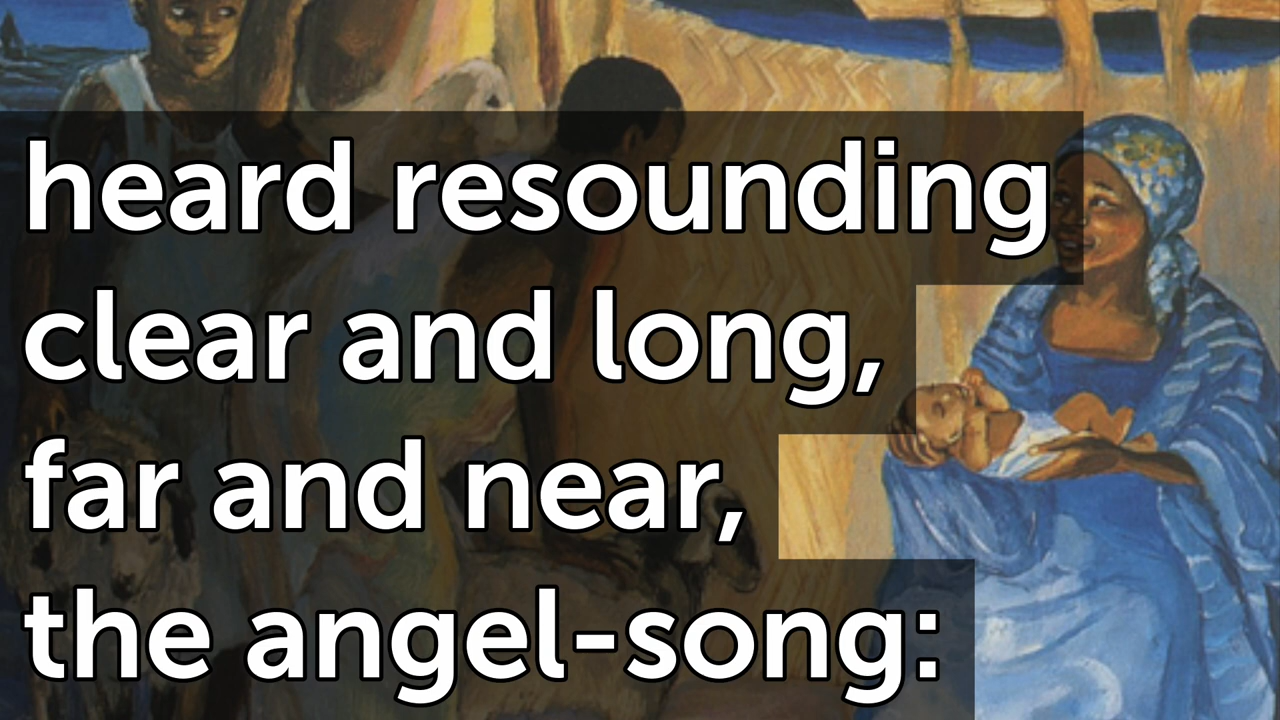 heard resounding
clear and long,
far and near,
the angel-song: